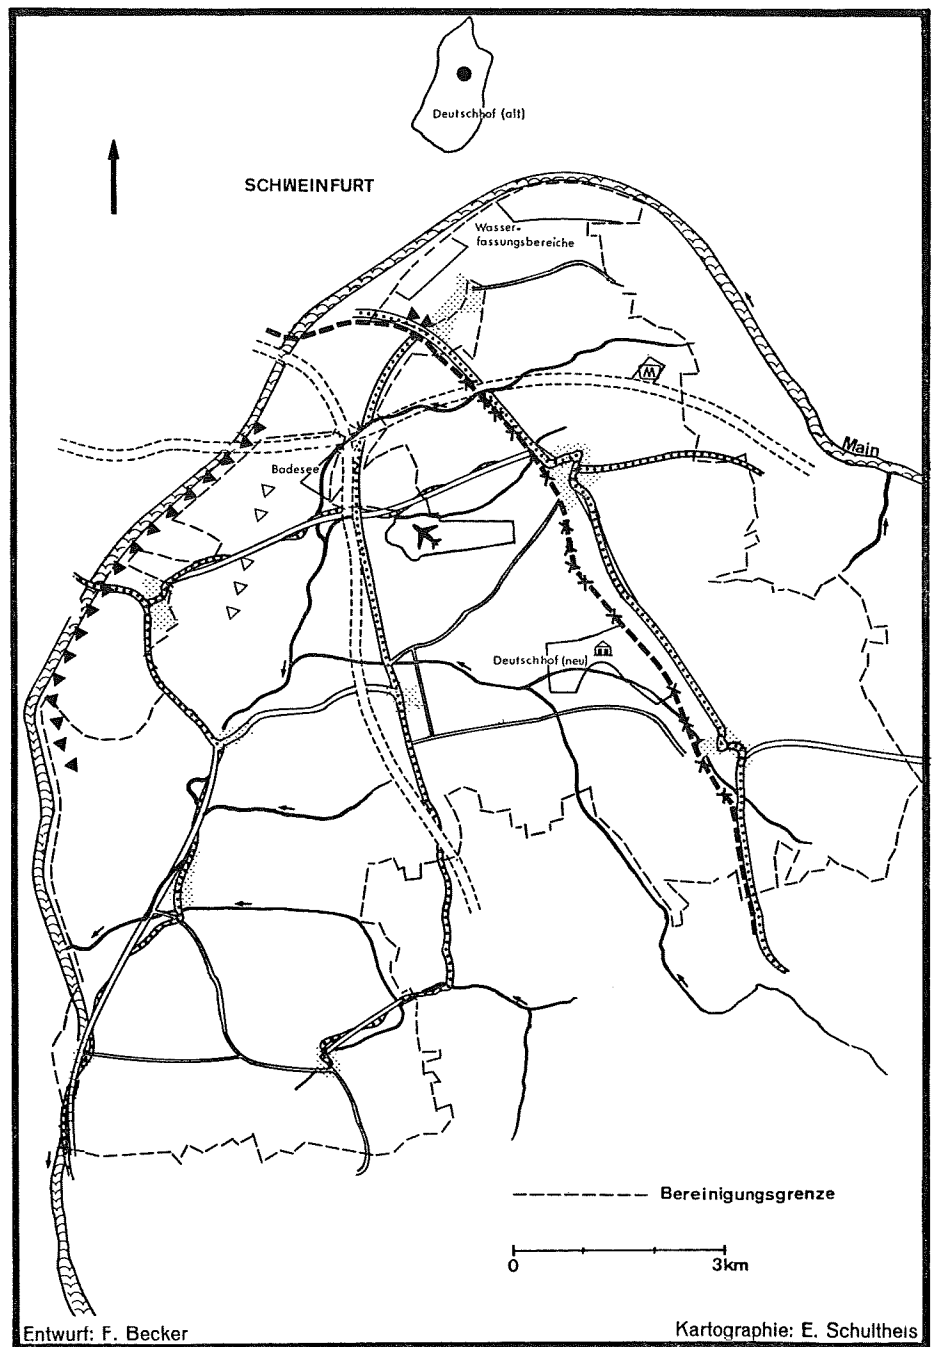 Deutschhof (alt)
SCHWEINFURT
Wasser-
fassungsbereiche
M
Main
Badesee
Deutschhof (neu)
Bereinigungsgrenze
0 3km
Entwurf: F. Becker
Kartographie: E. Schultheis